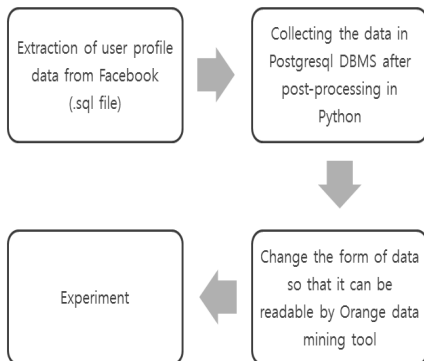 Extraction of user profile
data from Facebook
(.sql file)
Collecting the data in
Postgresql DBMS after
post-processing in
Python
Change the form of data
so that it can be
readable by Orange data
mining tool
Experiment